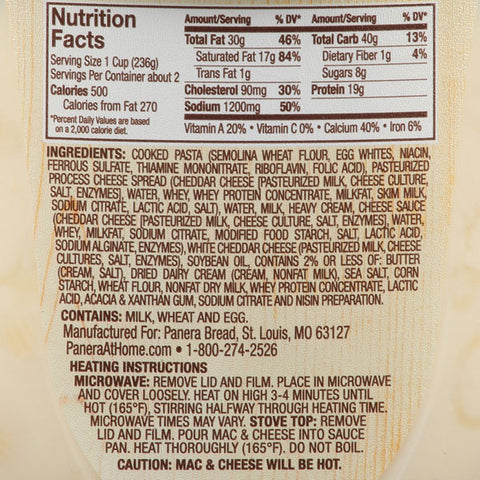 Nutrition
Facts
Serving Size 1 Cup (236g)
Servings Per Container about 2
Calories 500
Calories from Fat 270
*Percent Daily Values are based
on a 2,000 calorie diet.
Amount/Serving % DV*
Total Fat 30g 46%
Saturated Fat 17g 84%
Trans Fat 1g
Cholesterol 90mg 30%
Sodium 1200mg 50%
Amount/Serving % DV*
Total Carb 40g 13%
Dietary Fiber 1g 4%
Sugars 8g
Protein 19g
Vitamin A 20% • Vitamin C 0% • Calcium 40% • Iron 6%
INGREDIENTS: COOKED PASTA (SEMOLINA WHEAT FLOUR, EGG WHITES, NIACIN,
FERROUS SULFATE, THIAMINE MONONITRATE, RIBOFLAVIN, FOLIC ACID), PASTEURIZED
PROCESS CHEESE SPREAD (CHEDDAR CHEESE [PASTEURIZED MILK, CHEESE CULTURE,
SALT, ENZYMES), WATER, WHEY, WHEY PROTEIN CONCENTRATE, MILKFAT, SKIM MILK,
SODIUM CITRATE, LACTIC ACID, SALT), WATER, MILK, HEAVY CREAM, CHEESE SAUCE
(CHEDDAR CHEESE [PASTEURIZED MILK, CHEESE CULTURE, SALT, ENZYMES], WATER,
WHEY, MILKFAT, SODIUM CITRATE, MODIFIED FOOD STARCH, SALT, LACTIC ACID,
SODIUM ALGINATE, ENZYMES), WHITE CHEDDAR CHEESE (PASTEURIZED MILK, CHEESE
CULTURES, SALT, ENZYMES), SOYBEAN OIL, CONTAINS 2% OR LESS OF: BUTTER
(CREAM, SALT), DRIED DAIRY CREAM (CREAM, NONFAT MILK), SEA SALT, CORN
STARCH, WHEAT FLOUR, NONFAT DRY MILK, WHEY PROTEIN CONCENTRATE, LACTIC
ACID, ACACIA & XANTHAN GUM, SODIUM CITRATE AND NISIN PREPARATION.
CONTAINS: MILK, WHEAT AND EGG.
Manufactured For: Panera Bread, St. Louis, MO 63127
PaneraAtHome.com • 1-800-274-2526
HEATING INSTRUCTIONS
MICROWAVE: REMOVE LID AND FILM. PLACE IN MICROWAVE
AND COVER LOOSELY. HEAT ON HIGH 3-4 MINUTES UNTIL
HOT (165°F), STIRRING HALFWAY THROUGH HEATING TIME.
MICROWAVE TIMES MAY VARY. STOVE TOP: REMOVE
LID AND FILM. POUR MAC & CHEESE INTO SAUCE
PAN. HEAT THOROUGHLY (165°F). DO NOT BOIL.
CAUTION: MAC & CHEESE WILL BE HOT.